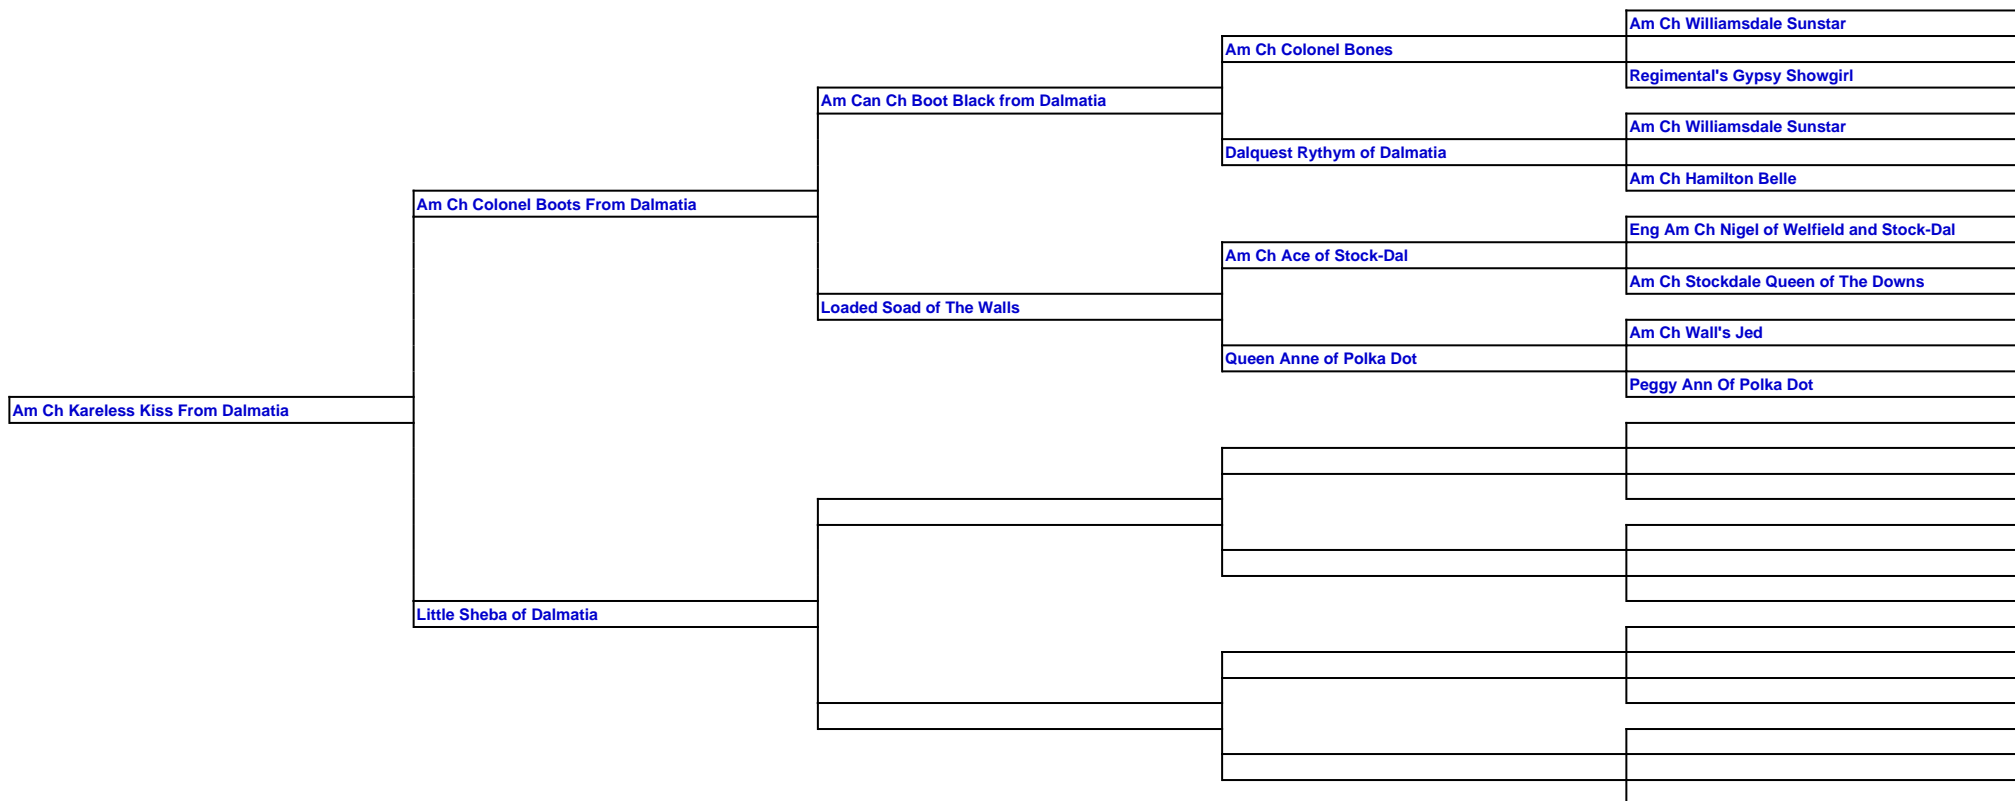 Am Ch Williamsdale Sunstar
Am Ch Colonel Bones
Regimental's Gypsy Showgirl
Am Can Ch Boot Black from Dalmatia
Am Ch Williamsdale Sunstar
Dalquest Rythym of Dalmatia
Am Ch Hamilton Belle
Am Ch Colonel Boots From Dalmatia
Eng Am Ch Nigel of Welfield and Stock-Dal
Am Ch Ace of Stock-Dal
Am Ch Stockdale Queen of The Downs
Loaded Soad of The Walls
Am Ch Wall's Jed
Queen Anne of Polka Dot
Peggy Ann Of Polka Dot
Am Ch Kareless Kiss From Dalmatia
Little Sheba of Dalmatia